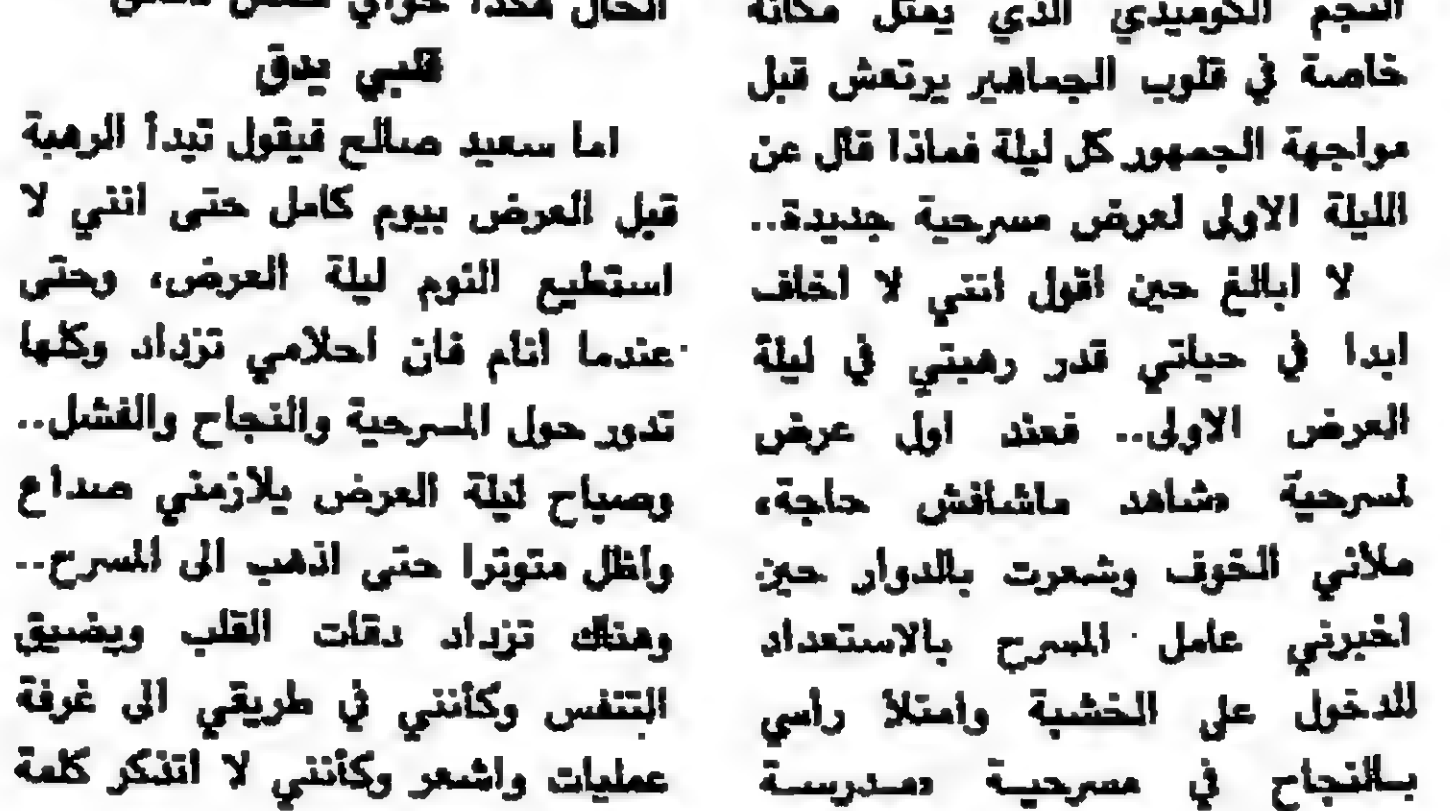 النجم الكوميدي الذي يمثل مكانة
خاصة في قلوب الجماهير يرتعش قبل
مواجهة الجمهور كل ليلة فماذا قال عن
الليلة الاولى لعرض مسرحية جديدة..
لا ابالغ حين اقول انني لا اخاف
ابدا في حياتي قدر رهبتي في ليلة
العرض الاولى.. فعند اول عرض
لمسرحية «شاهد ماشافش حاجة»
ملأني الخوف وشعرت بالدوار حين
اخبرني عامل المسرح بالاستعداد
للدخول على الخشبة وامتلأ راسي
بالنجاح في مسرحية «مدرسة
الحال هكذا حوالي
قلبي يدق
اما سعيد صالح فيقول تبدأ الرهبة
قبل العرض بيوم كامل حتى انني لا
استطيع النوم ليلة العرض، وحتى
عندما انام فان احلامي تزداد وكلها
تدور حول المسرحية والنجاح والفشل..
وصباح ليلة العرض يلازمني صداع
واظل متوترا حتى اذهب الى المسرح..
وهناك تزداد دقات القلب ويضيق
التنفس وكأنني في طريقي الى غرفة
عمليات واشعر وكأنني لا اتذكر كلمة